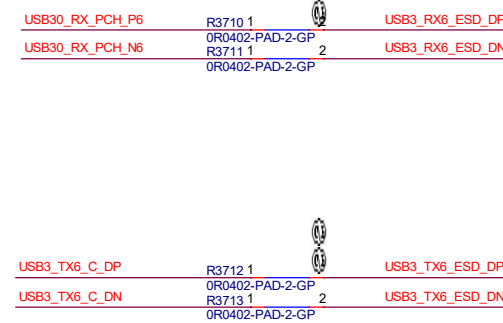 USB30_RX_PCH_P6 R3710 1 2 USB3_RX6_ESD_DP
0R0402-PAD-2-GP
USB30_RX_PCH_N6 R3711 1 2 USB3_RX6_ESD_DN
0R0402-PAD-2-GP
USB3_TX6_C_DP R3712 1 USB3_TX6_ESD_DP
0R0402-PAD-2-GP
USB3_TX6_C_DN R3713 1 2 USB3_TX6_ESD_DN
0R0402-PAD-2-GP